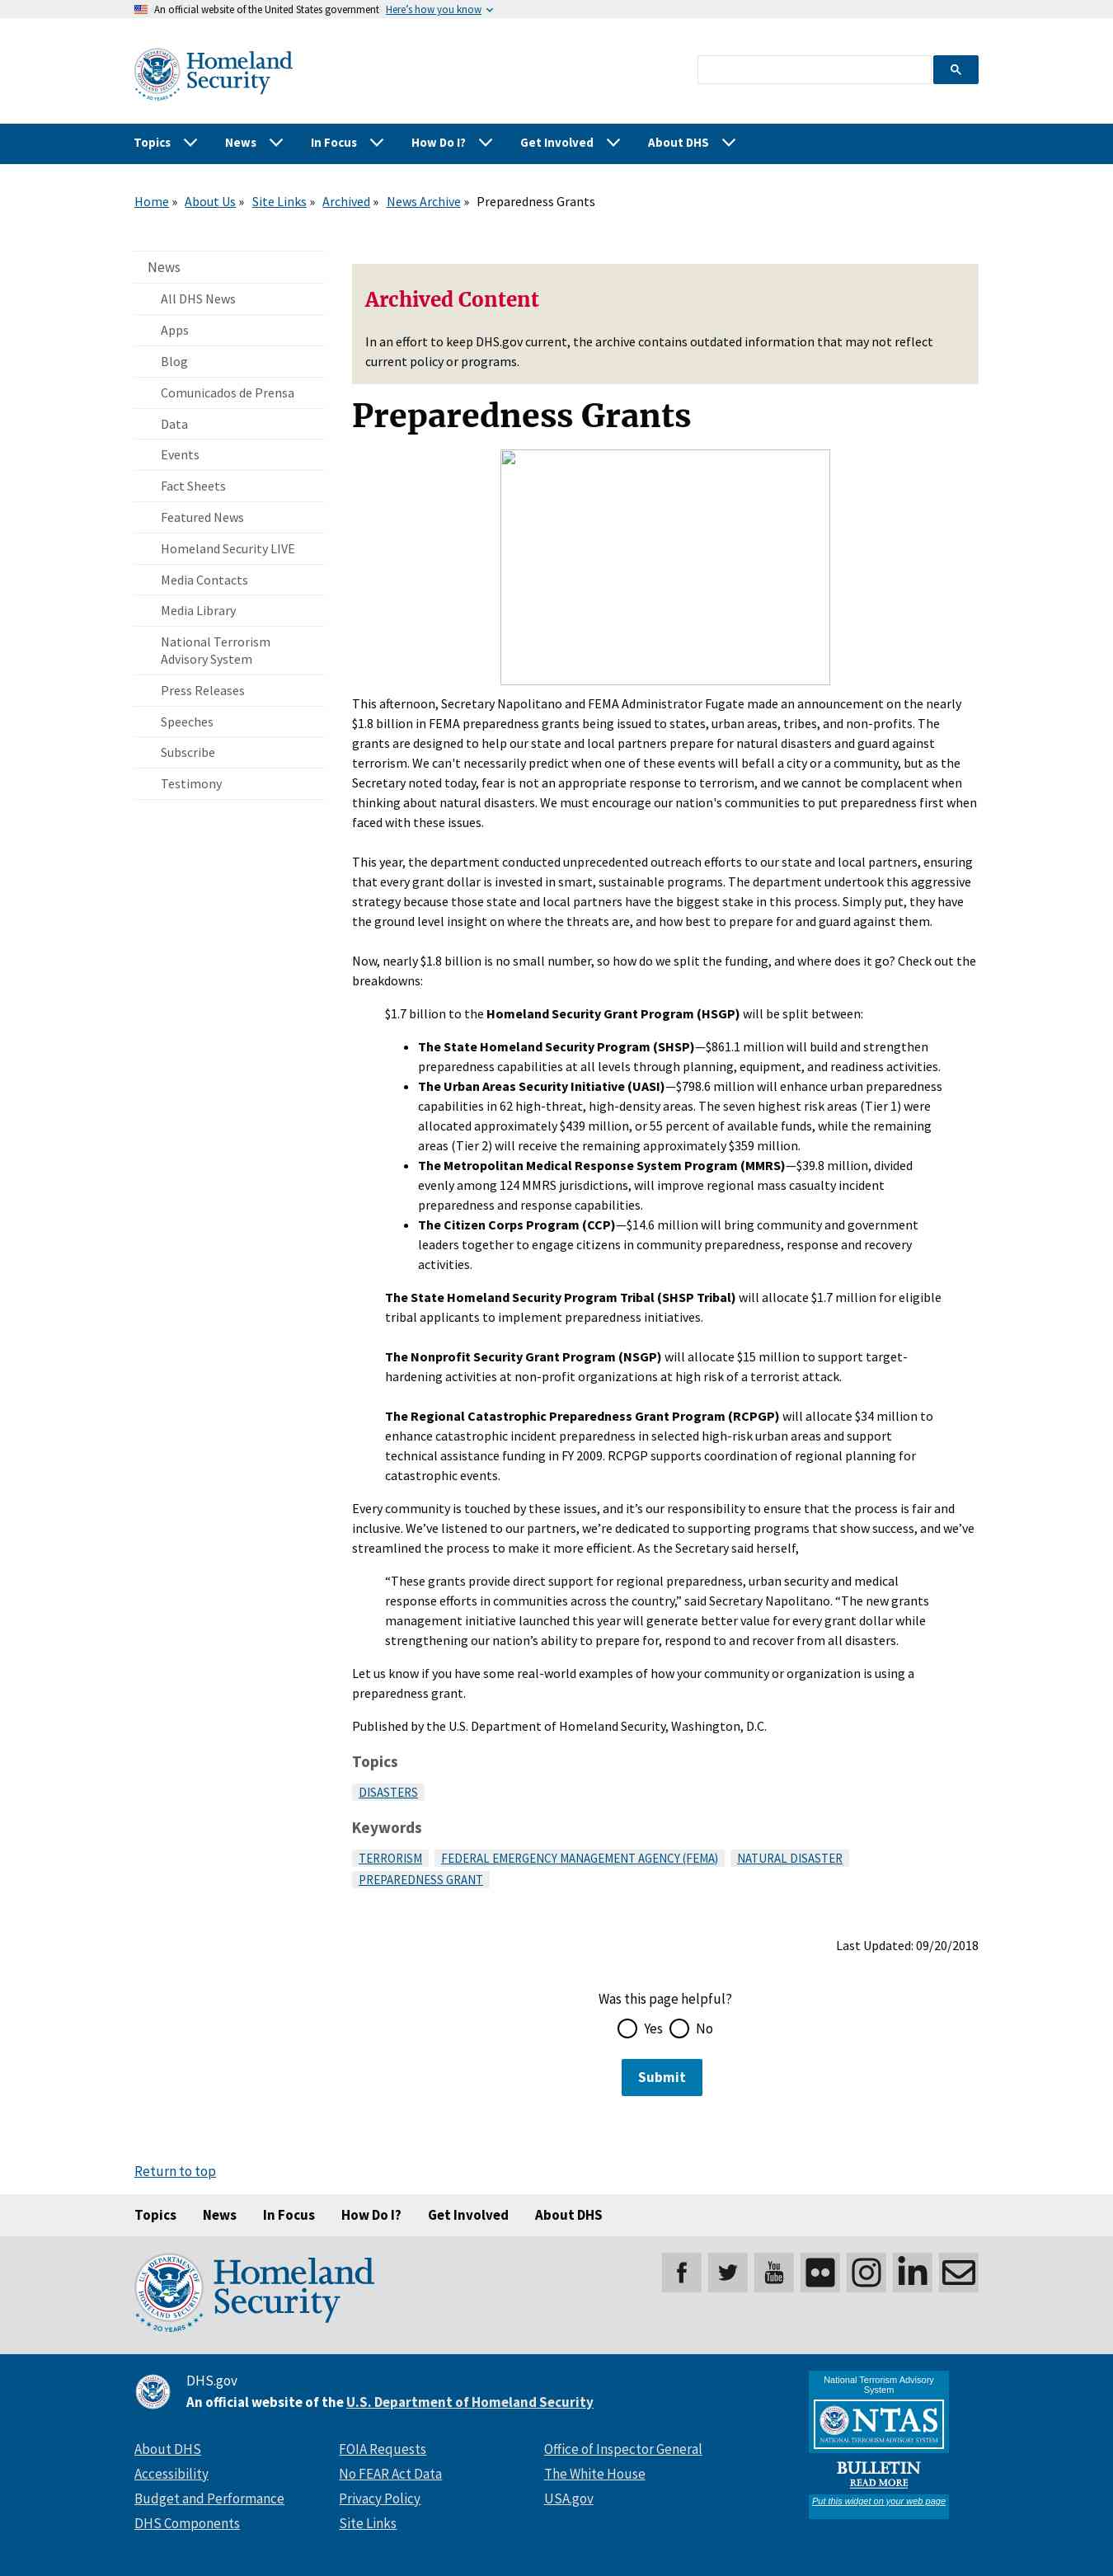 An official website of the United States government Here's how you know
Homeland
Security
Topics News In Focus How Do I? Get Involved About DHS
Home » About Us » Site Links » Archived » News Archive » Preparedness Grants
News
All DHS News
Apps
Blog
Comunicados de Prensa
Data
Events
Fact Sheets
Featured News
Homeland Security LIVE
Media Contacts
Media Library
National Terrorism
Advisory System
Press Releases
Speeches
Subscribe
Testimony
Archived Content
In an effort to keep DHS.gov current, the archive contains outdated information that may not reflect
current policy or programs.
Preparedness Grants
This afternoon, Secretary Napolitano and FEMA Administrator Fugate made an announcement on the nearly
$1.8 billion in FEMA preparedness grants being issued to states, urban areas, tribes, and non-profits. The
grants are designed to help our state and local partners prepare for natural disasters and guard against
terrorism. We can't necessarily predict when one of these events will befall a city or a community, but as the
Secretary noted today, fear is not an appropriate response to terrorism, and we cannot be complacent when
thinking about natural disasters. We must encourage our nation's communities to put preparedness first when
faced with these issues.
This year, the department conducted unprecedented outreach efforts to our state and local partners, ensuring
that every grant dollar is invested in smart, sustainable programs. The department undertook this aggressive
strategy because those state and local partners have the biggest stake in this process. Simply put, they have
the ground level insight on where the threats are, and how best to prepare for and guard against them.
Now, nearly $1.8 billion is no small number, so how do we split the funding, and where does it go? Check out the
breakdowns:
$1.7 billion to the Homeland Security Grant Program (HSGP) will be split between:
• The State Homeland Security Program (SHSP)—$861.1 million will build and strengthen
preparedness capabilities at all levels through planning, equipment, and readiness activities.
• The Urban Areas Security Initiative (UASI)—$798.6 million will enhance urban preparedness
capabilities in 62 high-threat, high-density areas. The seven highest risk areas (Tier 1) were
allocated approximately $439 million, or 55 percent of available funds, while the remaining
areas (Tier 2) will receive the remaining approximately $359 million.
• The Metropolitan Medical Response System Program (MMRS)—$39.8 million, divided
evenly among 124 MMRS jurisdictions, will improve regional mass casualty incident
preparedness and response capabilities.
• The Citizen Corps Program (CCP)—$14.6 million will bring community and government
leaders together to engage citizens in community preparedness, response and recovery
activities.
The State Homeland Security Program Tribal (SHSP Tribal) will allocate $1.7 million for eligible
tribal applicants to implement preparedness initiatives.
The Nonprofit Security Grant Program (NSGP) will allocate $15 million to support target-
hardening activities at non-profit organizations at high risk of a terrorist attack.
The Regional Catastrophic Preparedness Grant Program (RCPGP) will allocate $34 million to
enhance catastrophic incident preparedness in selected high-risk urban areas and support
technical assistance funding in FY 2009. RCPGP supports coordination of regional planning for
catastrophic events.
Every community is touched by these issues, and it’s our responsibility to ensure that the process is fair and
inclusive. We’ve listened to our partners, we’re dedicated to supporting programs that show success, and we’ve
streamlined the process to make it more efficient. As the Secretary said herself,
“These grants provide direct support for regional preparedness, urban security and medical
response efforts in communities across the country,” said Secretary Napolitano. “The new grants
management initiative launched this year will generate better value for every grant dollar while
strengthening our nation’s ability to prepare for, respond to and recover from all disasters.
Let us know if you have some real-world examples of how your community or organization is using a
preparedness grant.
Published by the U.S. Department of Homeland Security, Washington, D.C.
Topics
DISASTERS
Keywords
TERRORISM FEDERAL EMERGENCY MANAGEMENT AGENCY (FEMA) NATURAL DISASTER
PREPAREDNESS GRANT
Last Updated: 09/20/2018
Was this page helpful?
Yes No
Submit
Return to top
Topics News In Focus How Do I? Get Involved About DHS
Homeland
Security
20 YEARS
You
Tube
in
DHS.gov
An official website of the U.S. Department of Homeland Security
About DHS
Accessibility
Budget and Performance
DHS Components
FOIA Requests
No FEAR Act Data
Privacy Policy
Site Links
Office of Inspector General
The White House
USA.gov
National Terrorism Advisory
System
NTAS
NATIONAL TERRORISM ADVISORY SYSTEM
BULLETIN
READ MORE
Put this widget on your web page